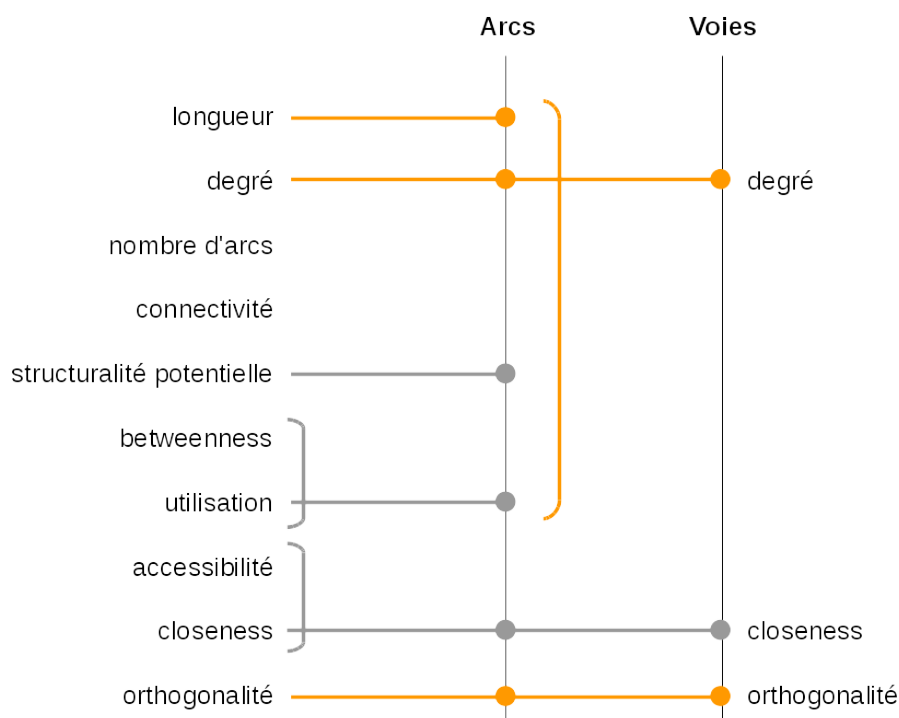 Arcs Voies
longueur
degré degré
nombre d'arcs
connectivité
structuralité potentielle
betweenness
utilisation
accessibilité
closeness closeness
orthogonalité orthogonalité